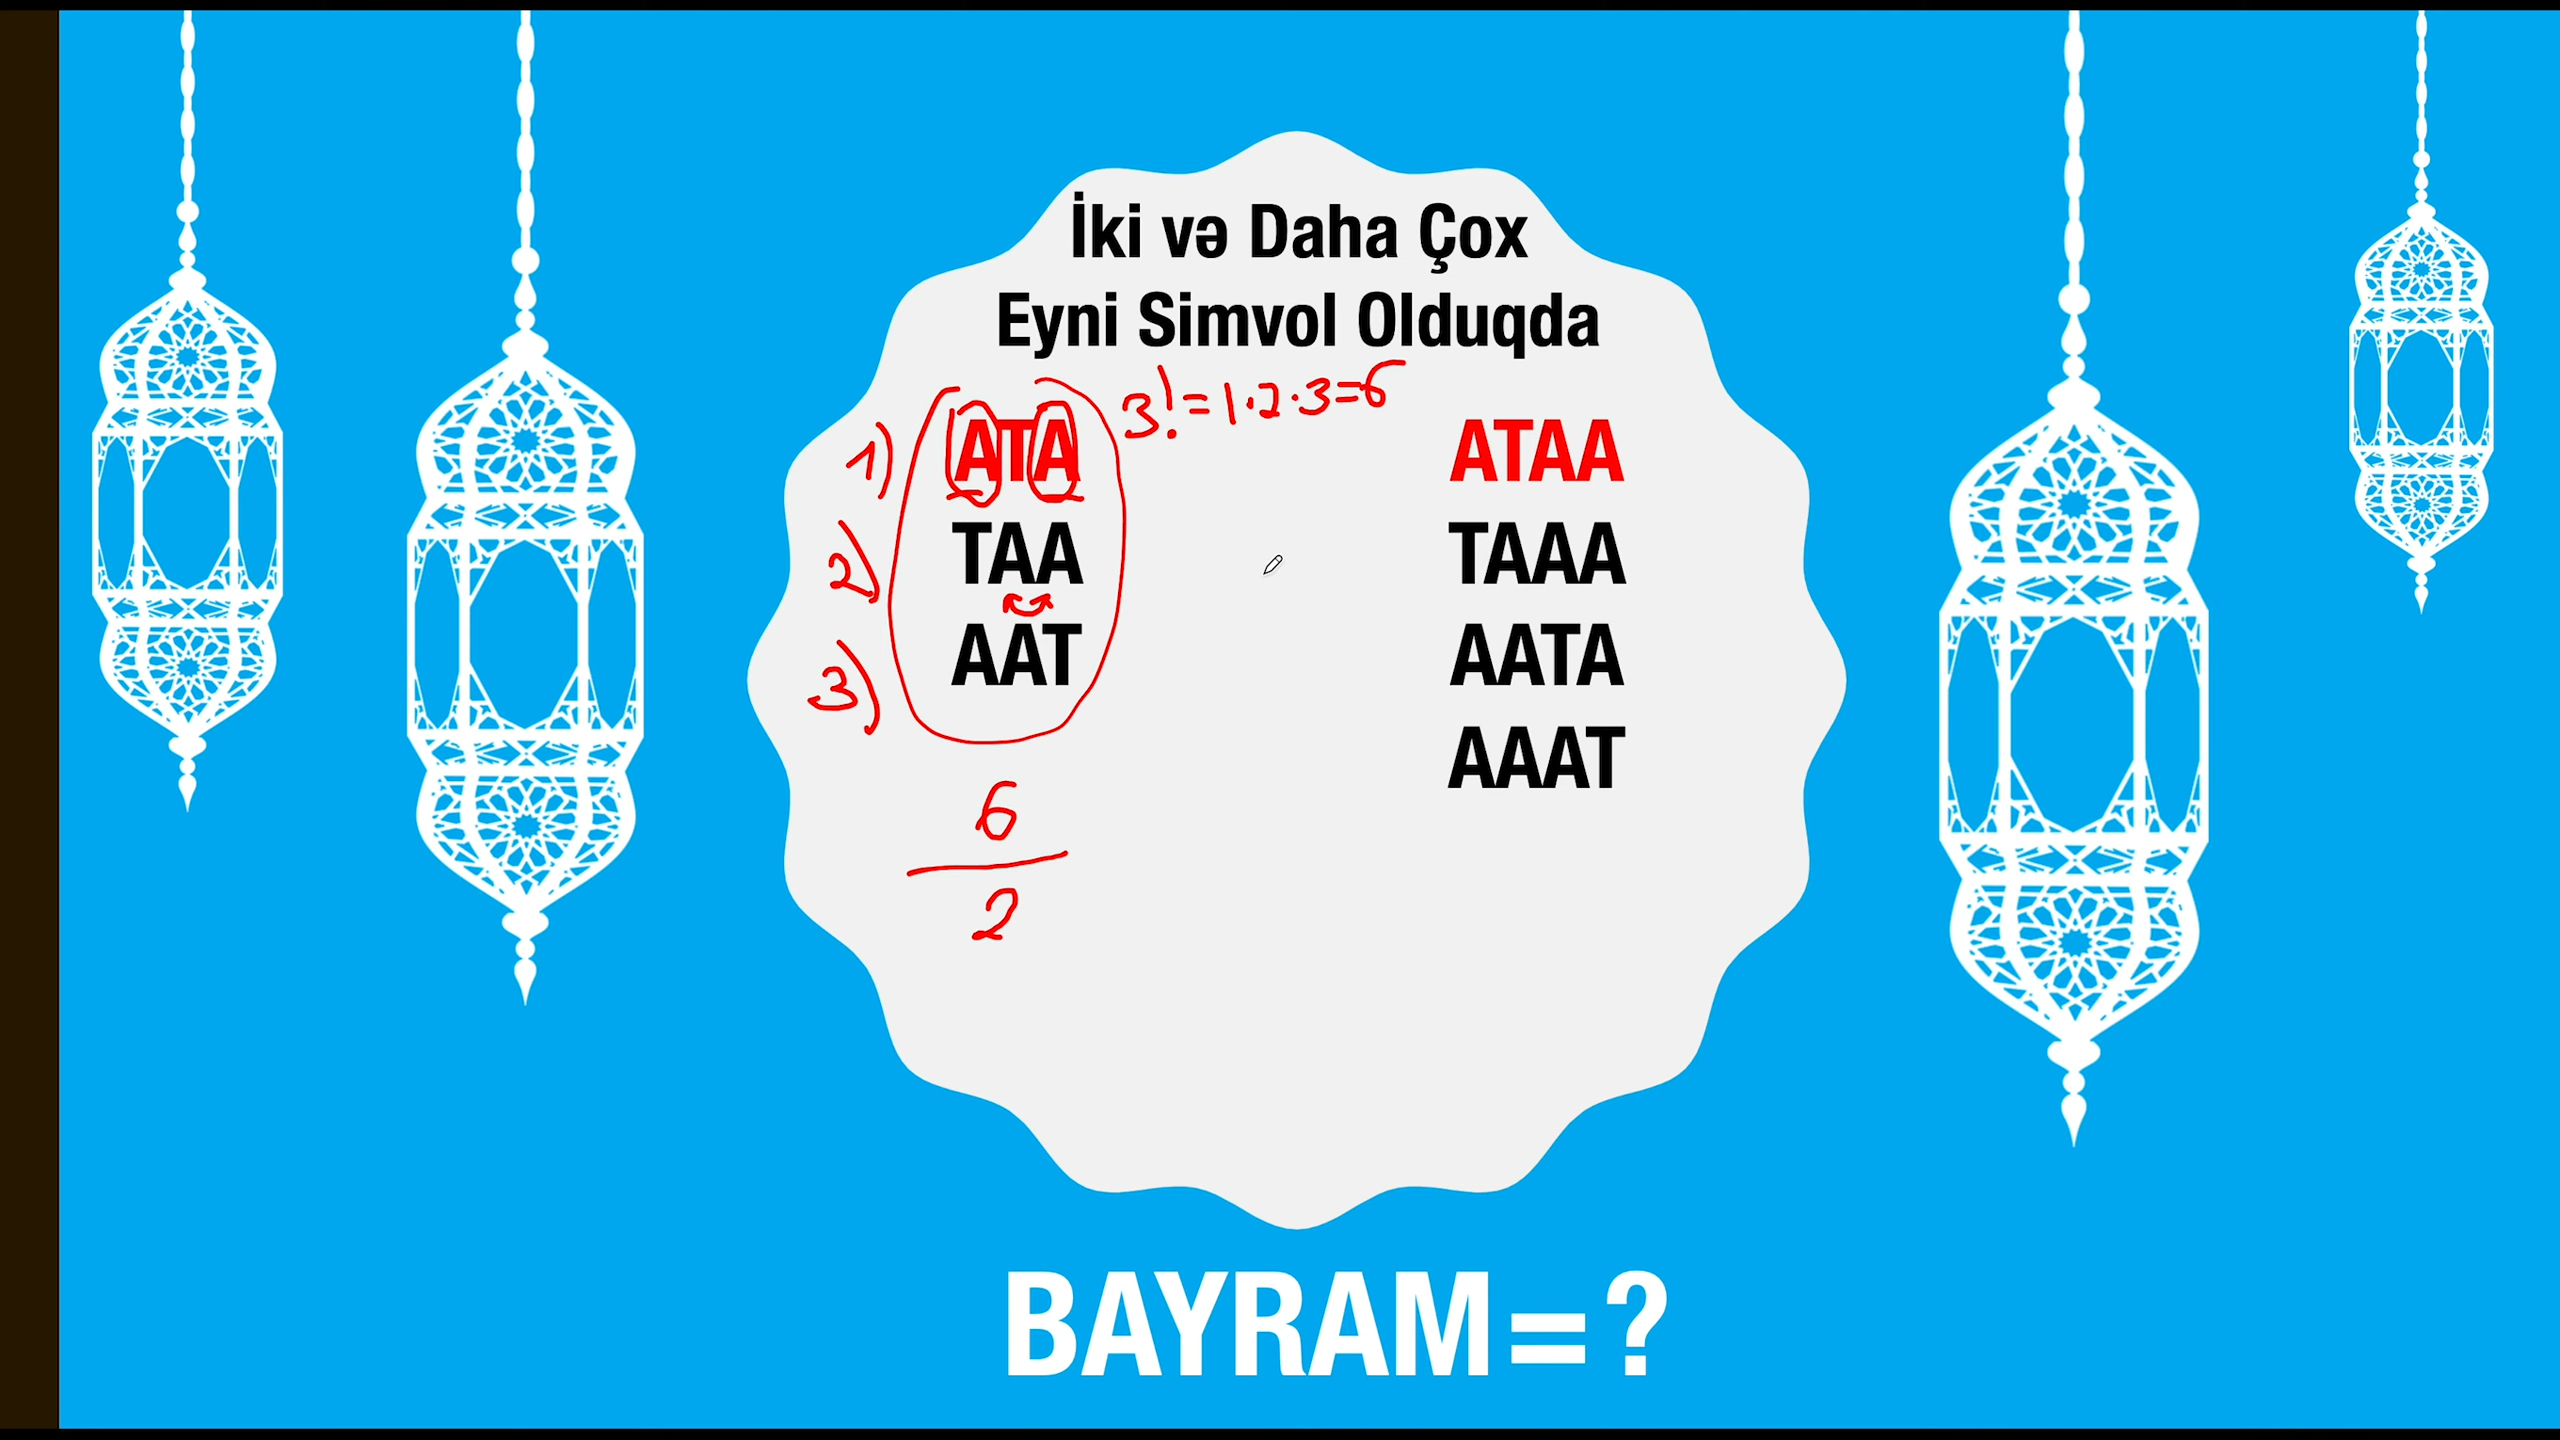 İki və Daha Çox
Eyni Simvol Olduqda
3!=1·2·3=6
1) ATA
2) TAA
3) AAT
6
2
ATAA
TAAA
AATA
AAAT
BAYRAM=?